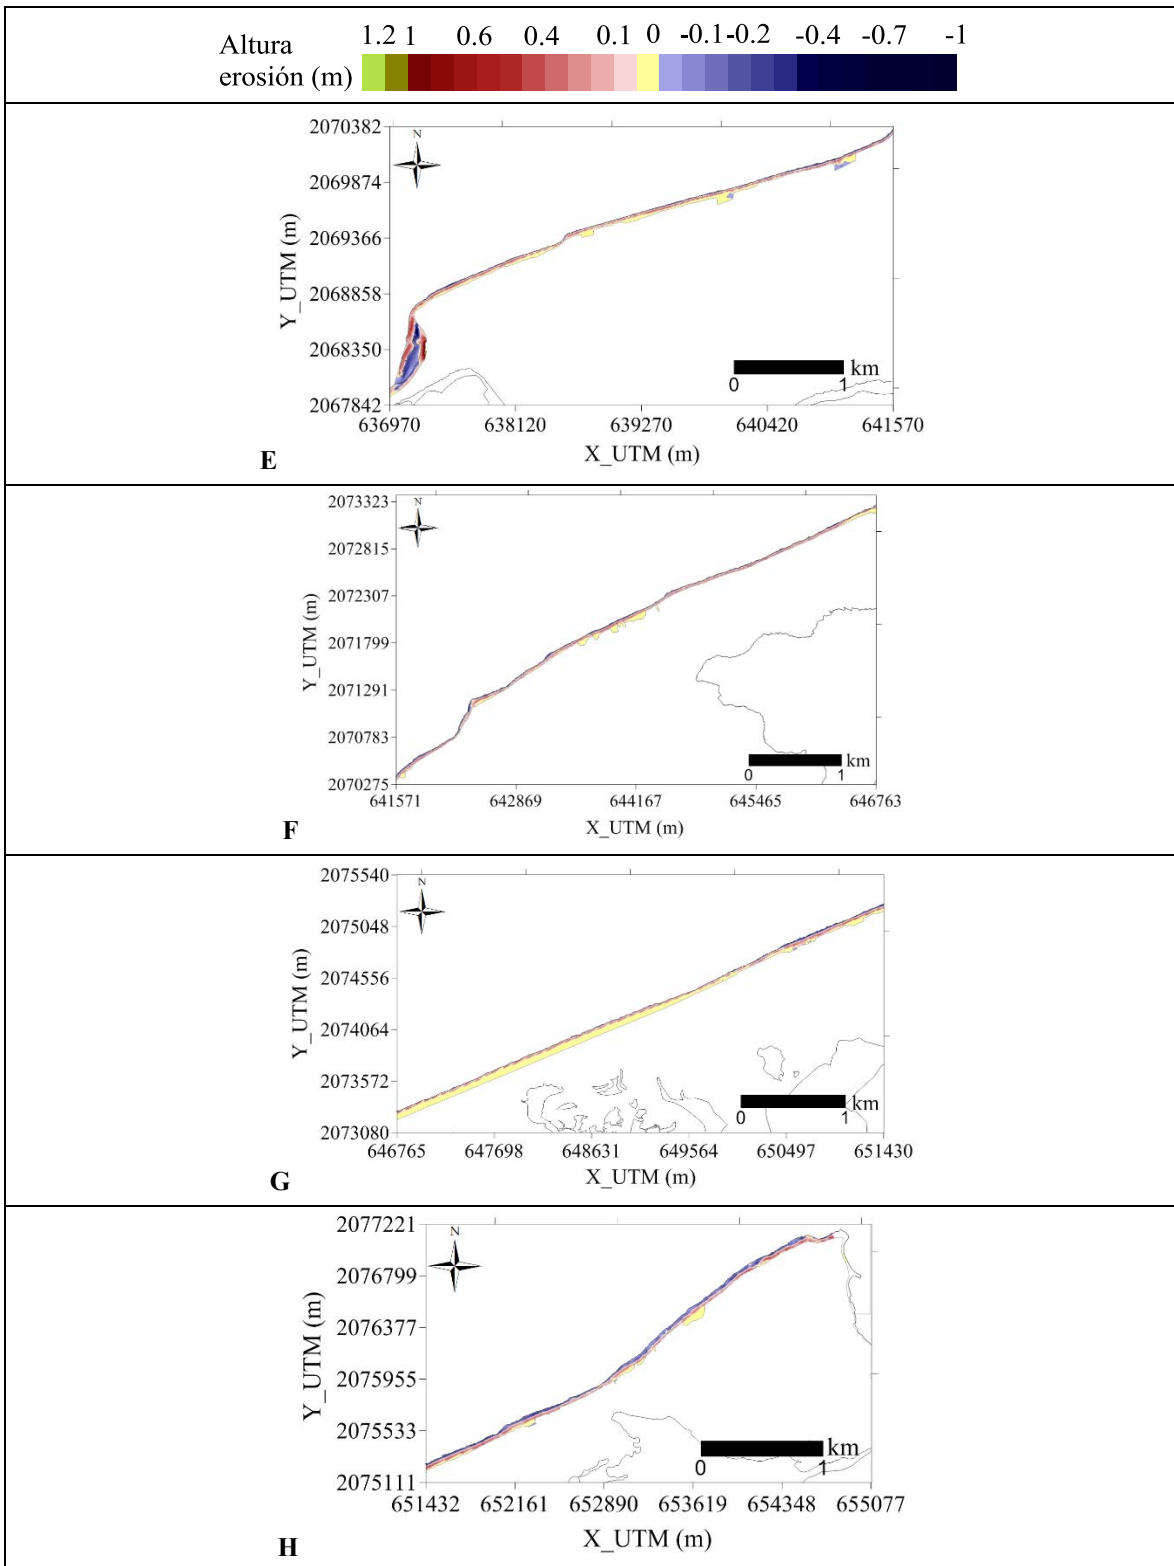 Altura erosión (m)
1.2 1 0.6 0.4 0.1 0 -0.1 -0.2 -0.4 -0.7 -1
2070382
2069874
2069366
2068858
2068350
2067842
Y_UTM (m)
N
km
0 1
636970 638120 639270 640420 641570
X_UTM (m)
E
2073323
2072815
2072307
2071799
2071291
2070783
2070275
Y_UTM (m)
N
km
0 1
641571 642869 644167 645465 646763
X_UTM (m)
F
2075540
2075048
2074556
2074064
2073572
2073080
Y_UTM (m)
N
km
0 1
646765 647698 648631 649564 650497 651430
X_UTM (m)
G
2077221
2076799
2076377
2075955
2075533
2075111
Y_UTM (m)
N
km
0 1
651432 652161 652890 653619 654348 655077
X_UTM (m)
H